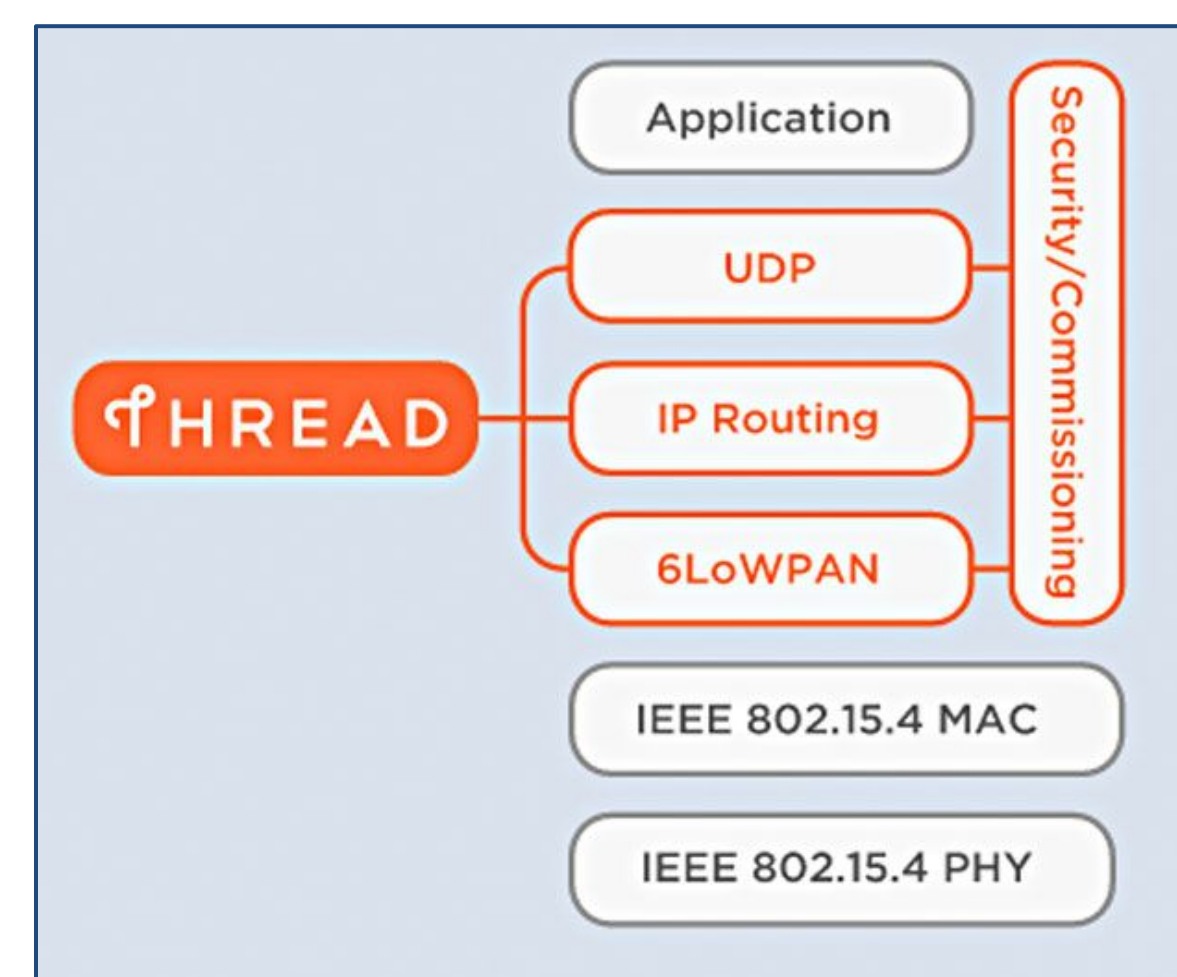 Application
Security/Commissioning
UDP
THREAD
IP Routing
6LoWPAN
IEEE 802.15.4 MAC
IEEE 802.15.4 PHY